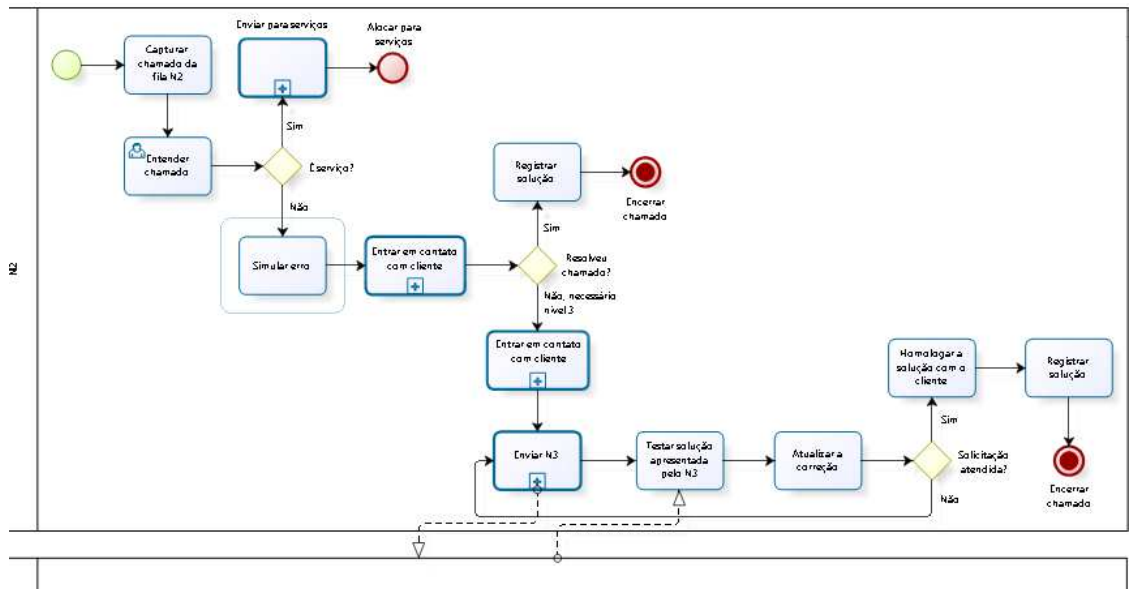 Enviar para serviços
Alocar para
serviços
Capturar
chamado da
fila N2
Sim
Entender
chamado
É serviço?
Não
Registrar
solução
Encerrar
chamado
Sim
N2
Simular erro
Entrar em contato
com cliente
Resolveu
chamado?
Não, necessário
nível 3
Entrar em contato
com cliente
Homologar a
solução com o
cliente
Registrar
solução
Sim
Enviar N3
Testar solução
apresentada
pelo N3
Atualizar a
correção
Solicitação
atendida?
Não
Encerrar
chamado